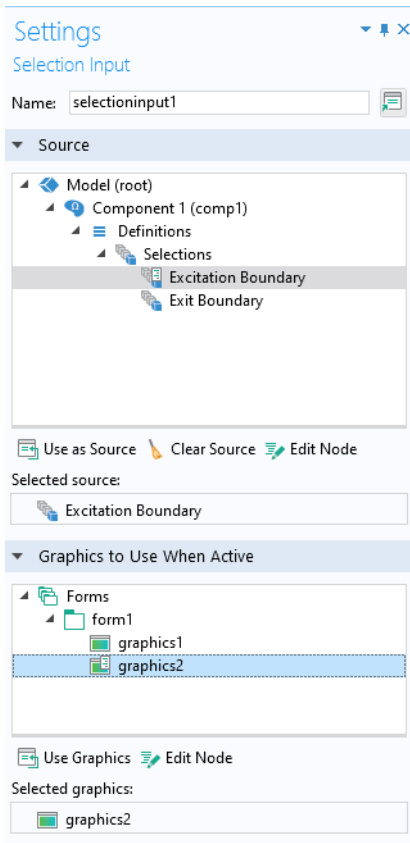 Settings
Selection Input
Name: selectioninput1
Source
Model (root)
Component 1 (comp1)
Definitions
Selections
Excitation Boundary
Exit Boundary
Use as Source Clear Source Edit Node
Selected source:
Excitation Boundary
Graphics to Use When Active
Forms
form1
graphics1
graphics2
Use Graphics Edit Node
Selected graphics:
graphics2